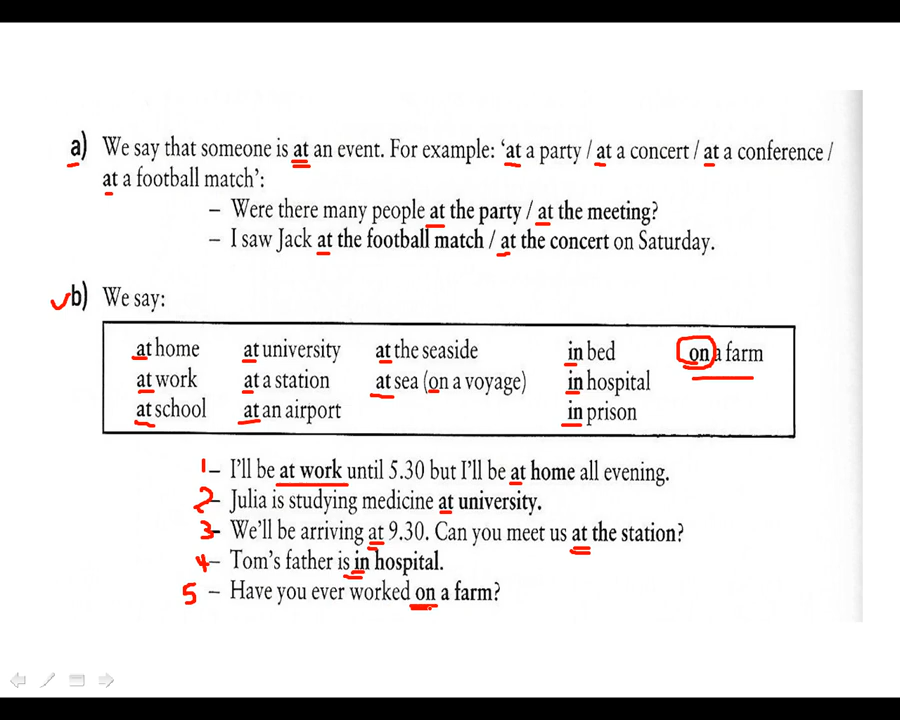 a) We say that someone is at an event. For example: ‘at a party / at a concert / at a conference /
at a football match’:
– Were there many people at the party / at the meeting?
– I saw Jack at the football match / at the concert on Saturday.
b) We say:
at home at university at the seaside in bed on a farm
at work at a station at sea (on a voyage) in hospital
at school at an airport in prison
1 – I’ll be at work until 5.30 but I’ll be at home all evening.
2 – Julia is studying medicine at university.
3 – We’ll be arriving at 9.30. Can you meet us at the station?
4 – Tom’s father is in hospital.
5 – Have you ever worked on a farm?